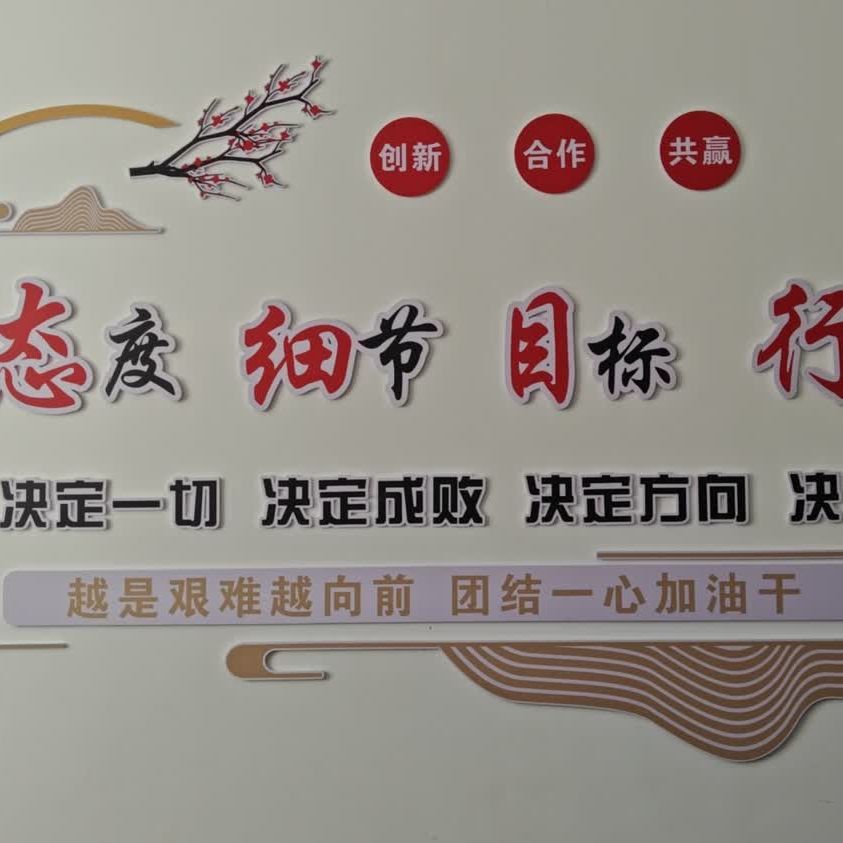 创新 合作 共赢
态度 细节 目标 行
决定一切 决定成败 决定方向 决
越是艰难越向前 团结一心加油干